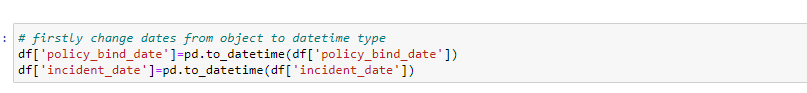 : # firstly change dates from object to datetime type
df['policy_bind_date']=pd.to_datetime(df['policy_bind_date'])
df['incident_date']=pd.to_datetime(df['incident_date'])